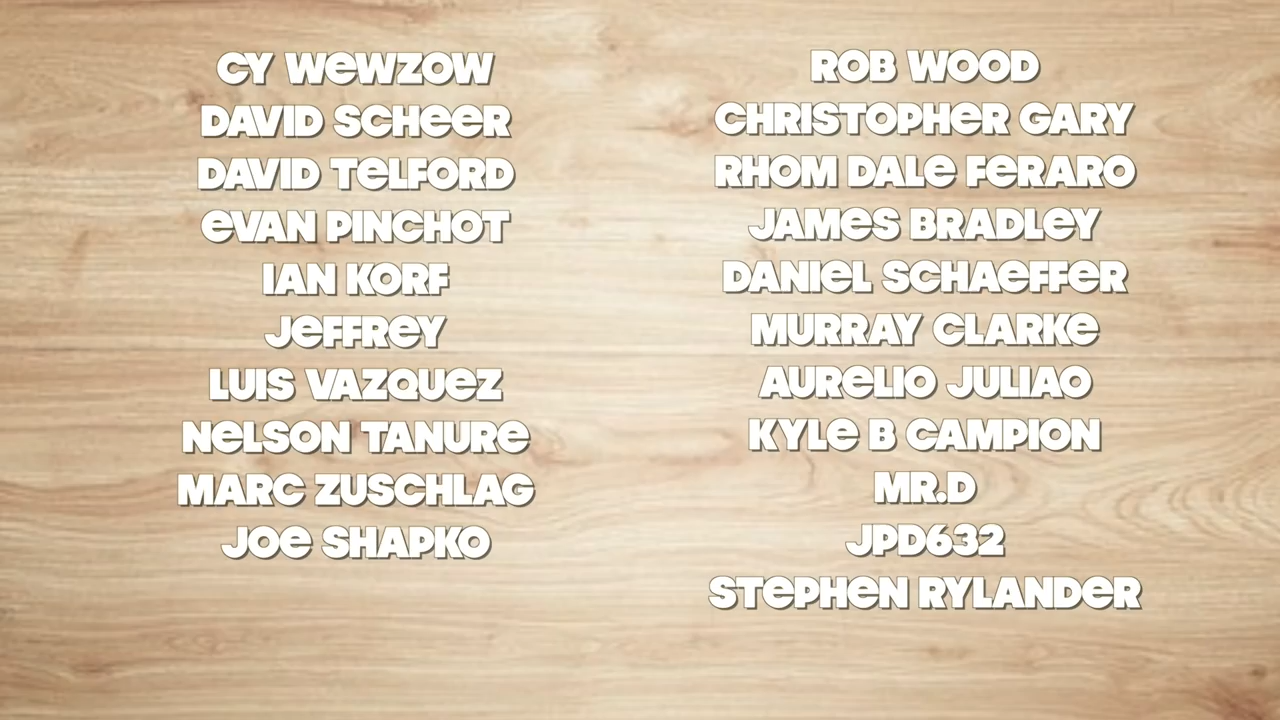 CY WeWZOW
DAVID SCHeeR
DAVID TeLFORD
eVAN PINCHOT
IAN KORF
JeFFReY
LUIS VAZQUeZ
NeLSON TANURe
MARC ZUSCHLAG
JOe SHAPKO
ROB WOOD
CHRISTOPHeR GARY
RHOM DALe FeRARO
JAMeS BRADLeY
DANIeL SCHAeFFeR
MURRAY CLARKe
AUReLIO JULIAO
KYLe B CAMPION
MR.D
JPD632
STePHeN RYLANDeR